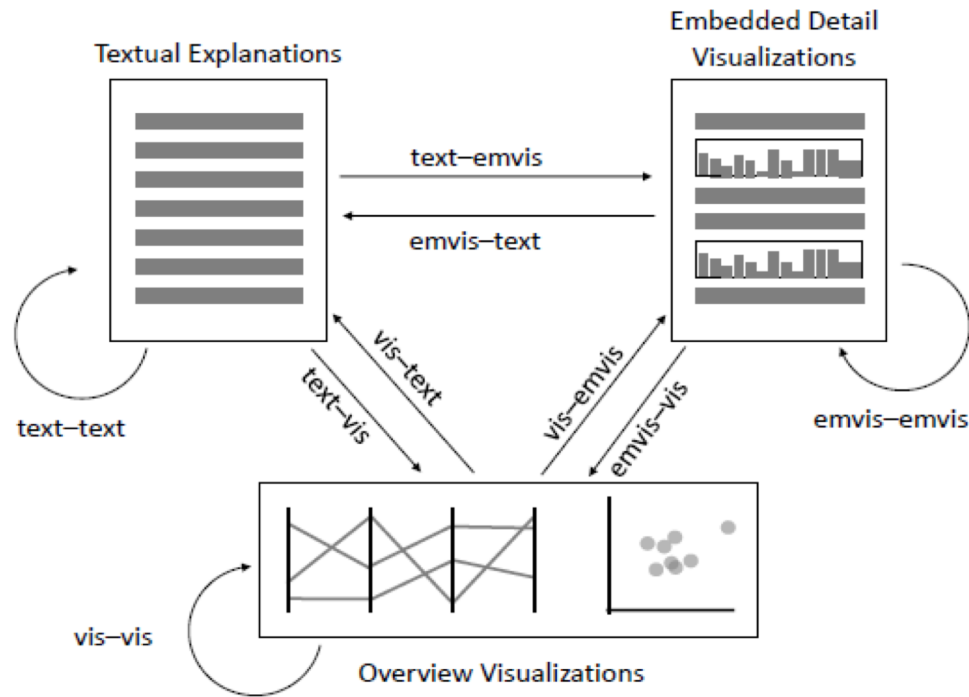 Textual Explanations
Embedded Detail
Visualizations
text–emvis
emvis–text
vis–text
text–vis
vis–emvis
emvis–vis
text–text
emvis–emvis
vis–vis
Overview Visualizations